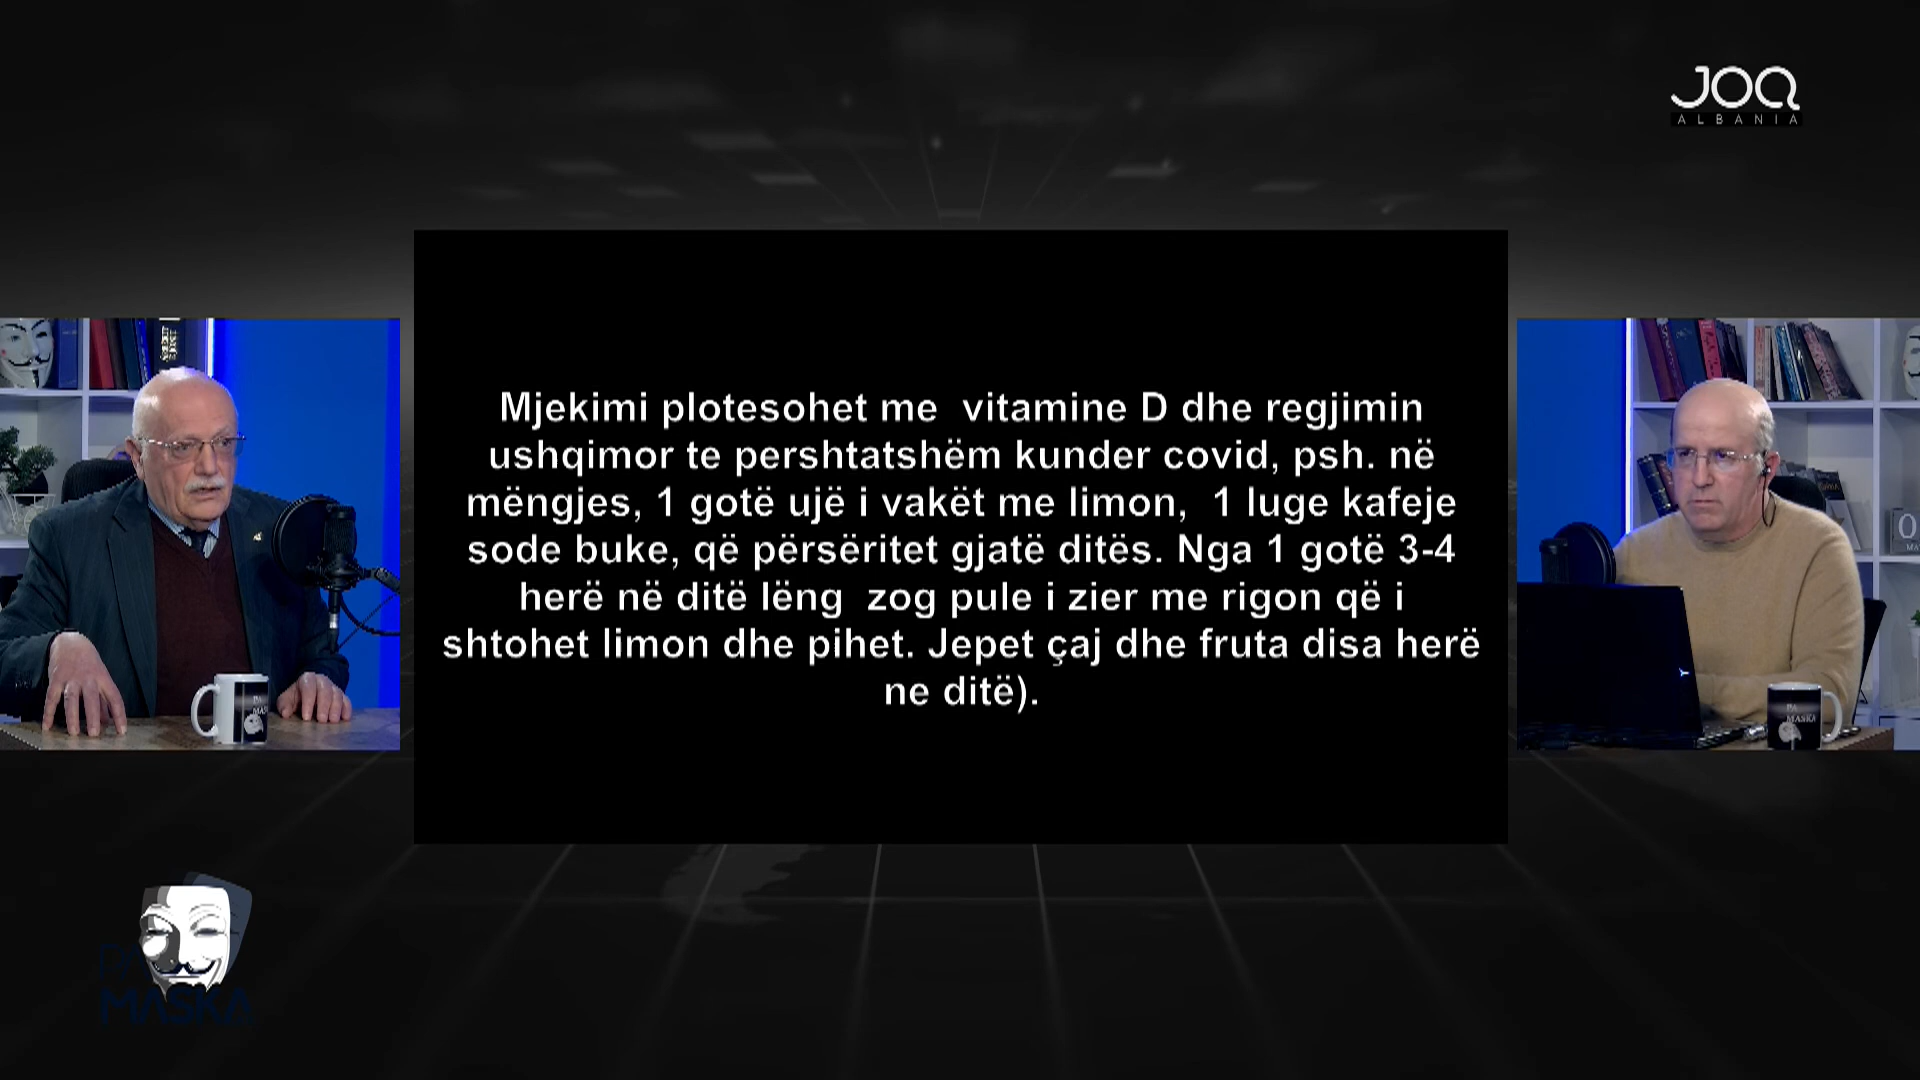 JOQ
ALBANIA
Mjekimi plotesohet me  vitamine D dhe regjimin
ushqimor te pershtatshëm kunder covid, psh. në
mëngjes, 1 gotë ujë i vakët me limon,  1 luge kafeje
sode buke, që përsëritet gjatë ditës. Nga 1 gotë 3-4
herë në ditë lëng  zog pule i zier me rigon që i
shtohet limon dhe pihet. Jepet çaj dhe fruta disa herë
ne ditë).
PA
MASKA
PA
MASKA